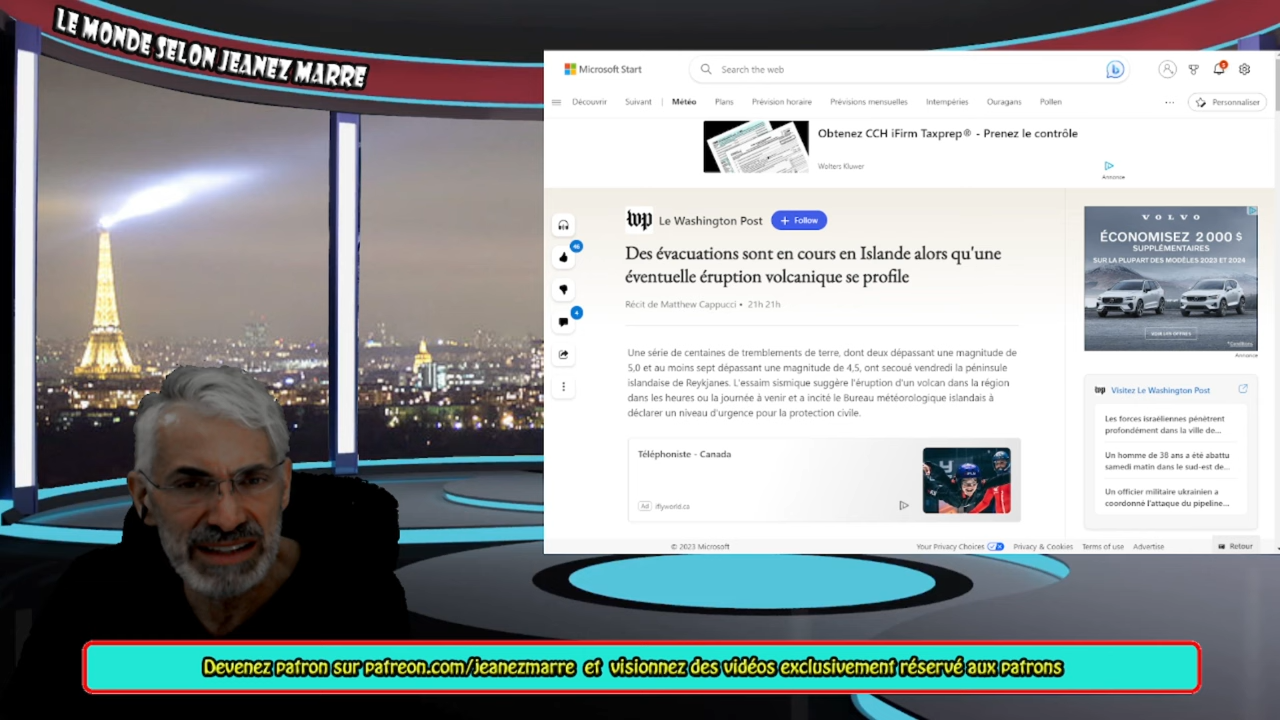 LE MONDE SELON JEANEZ MARRE
Microsoft Start
Search the web
Découvrir Suivant Météo Plans Prévision horaire Prévisions mensuelles Intempéries Ouragans Pollen ... Personnaliser
Obtenez CCH iFirm Taxprep® - Prenez le contrôle
Wolters Kluwer
Annonce
wp Le Washington Post + Follow
Des évacuations sont en cours en Islande alors qu'une
éventuelle éruption volcanique se profile
Récit de Matthew Cappucci • 21h 21h
46
4
Une série de centaines de tremblements de terre, dont deux dépassant une magnitude de
5,0 et au moins sept dépassant une magnitude de 4,5, ont secoué vendredi la péninsule
islandaise de Reykjanes. L'essaim sismique suggère l'éruption d'un volcan dans la région
dans les heures ou la journée à venir et a incité le Bureau météorologique islandais à
déclarer un niveau d'urgence pour la protection civile.
Téléphoniste - Canada
Ad iflyworld.ca
VOLVO
ÉCONOMISEZ 2 000 $
SUPPLÉMENTAIRES
SUR LA PLUPART DES MODÈLES 2023 ET 2024
VOIR LES OFFRES
*Conditions
Annonce
wp Visitez Le Washington Post
Les forces israéliennes pénètrent
profondément dans la ville de...
Un homme de 38 ans a été abattu
samedi matin dans le sud-est de...
Un officier militaire ukrainien a
coordonné l'attaque du pipeline...
© 2023 Microsoft Your Privacy Choices Privacy & Cookies Terms of use Advertise Retour
Devenez patron sur patreon.com/jeanezmarre et visionnez des vidéos exclusivement réservé aux patrons